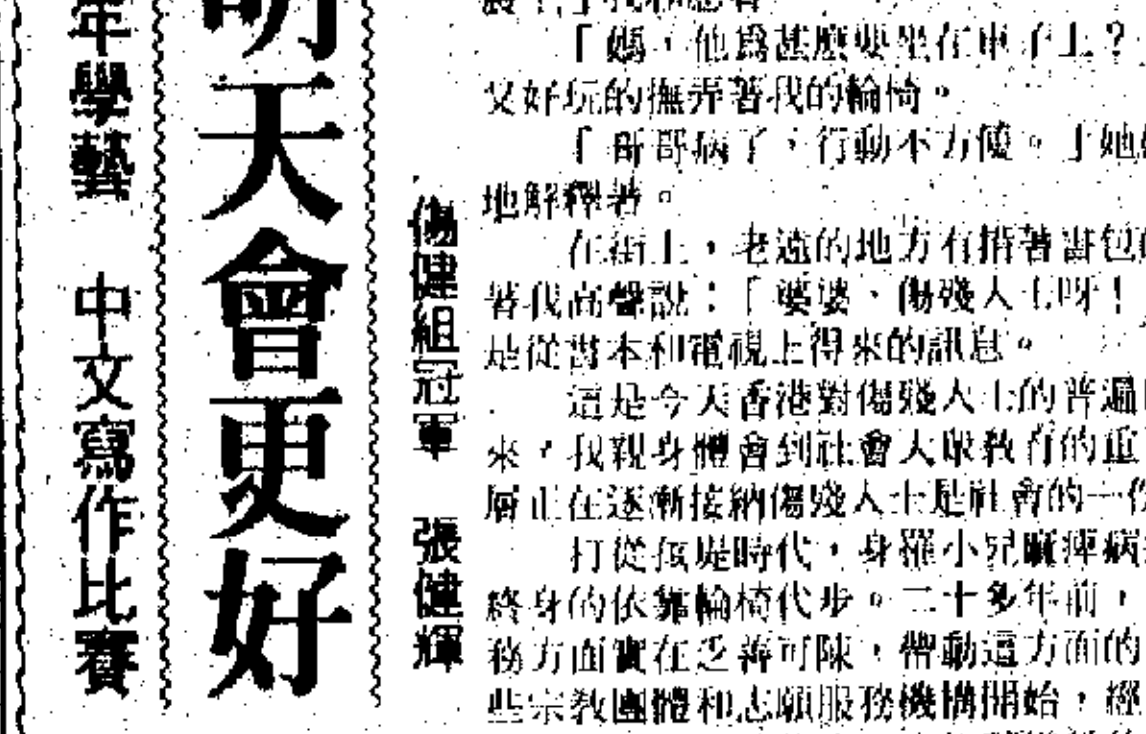 年學藝 中文寫作比賽
明天會更好
傷健組冠軍 張健輝
「媽，他爲甚麼要坐在車子上？
又好玩的撫弄著我的輪椅。
「哥哥病了，行動不方便。」她
地解釋著。
在街上，老遠的地方有揹著書包
著我高聲說：「婆婆、傷殘人士呀！
是從書本和電視上得來的訊息。
這是今天香港對傷殘人士的普遍
來，我親身體會到社會大眾教育的重
層正在逐漸接納傷殘人士是社會的一
打從孩堤時代，身罹小兒痲痺病
終身的依靠輪椅代步。二十多年前，
務方面實在乏善可陳，帶動這方面的
些宗教團體和志願服務機構開始，經